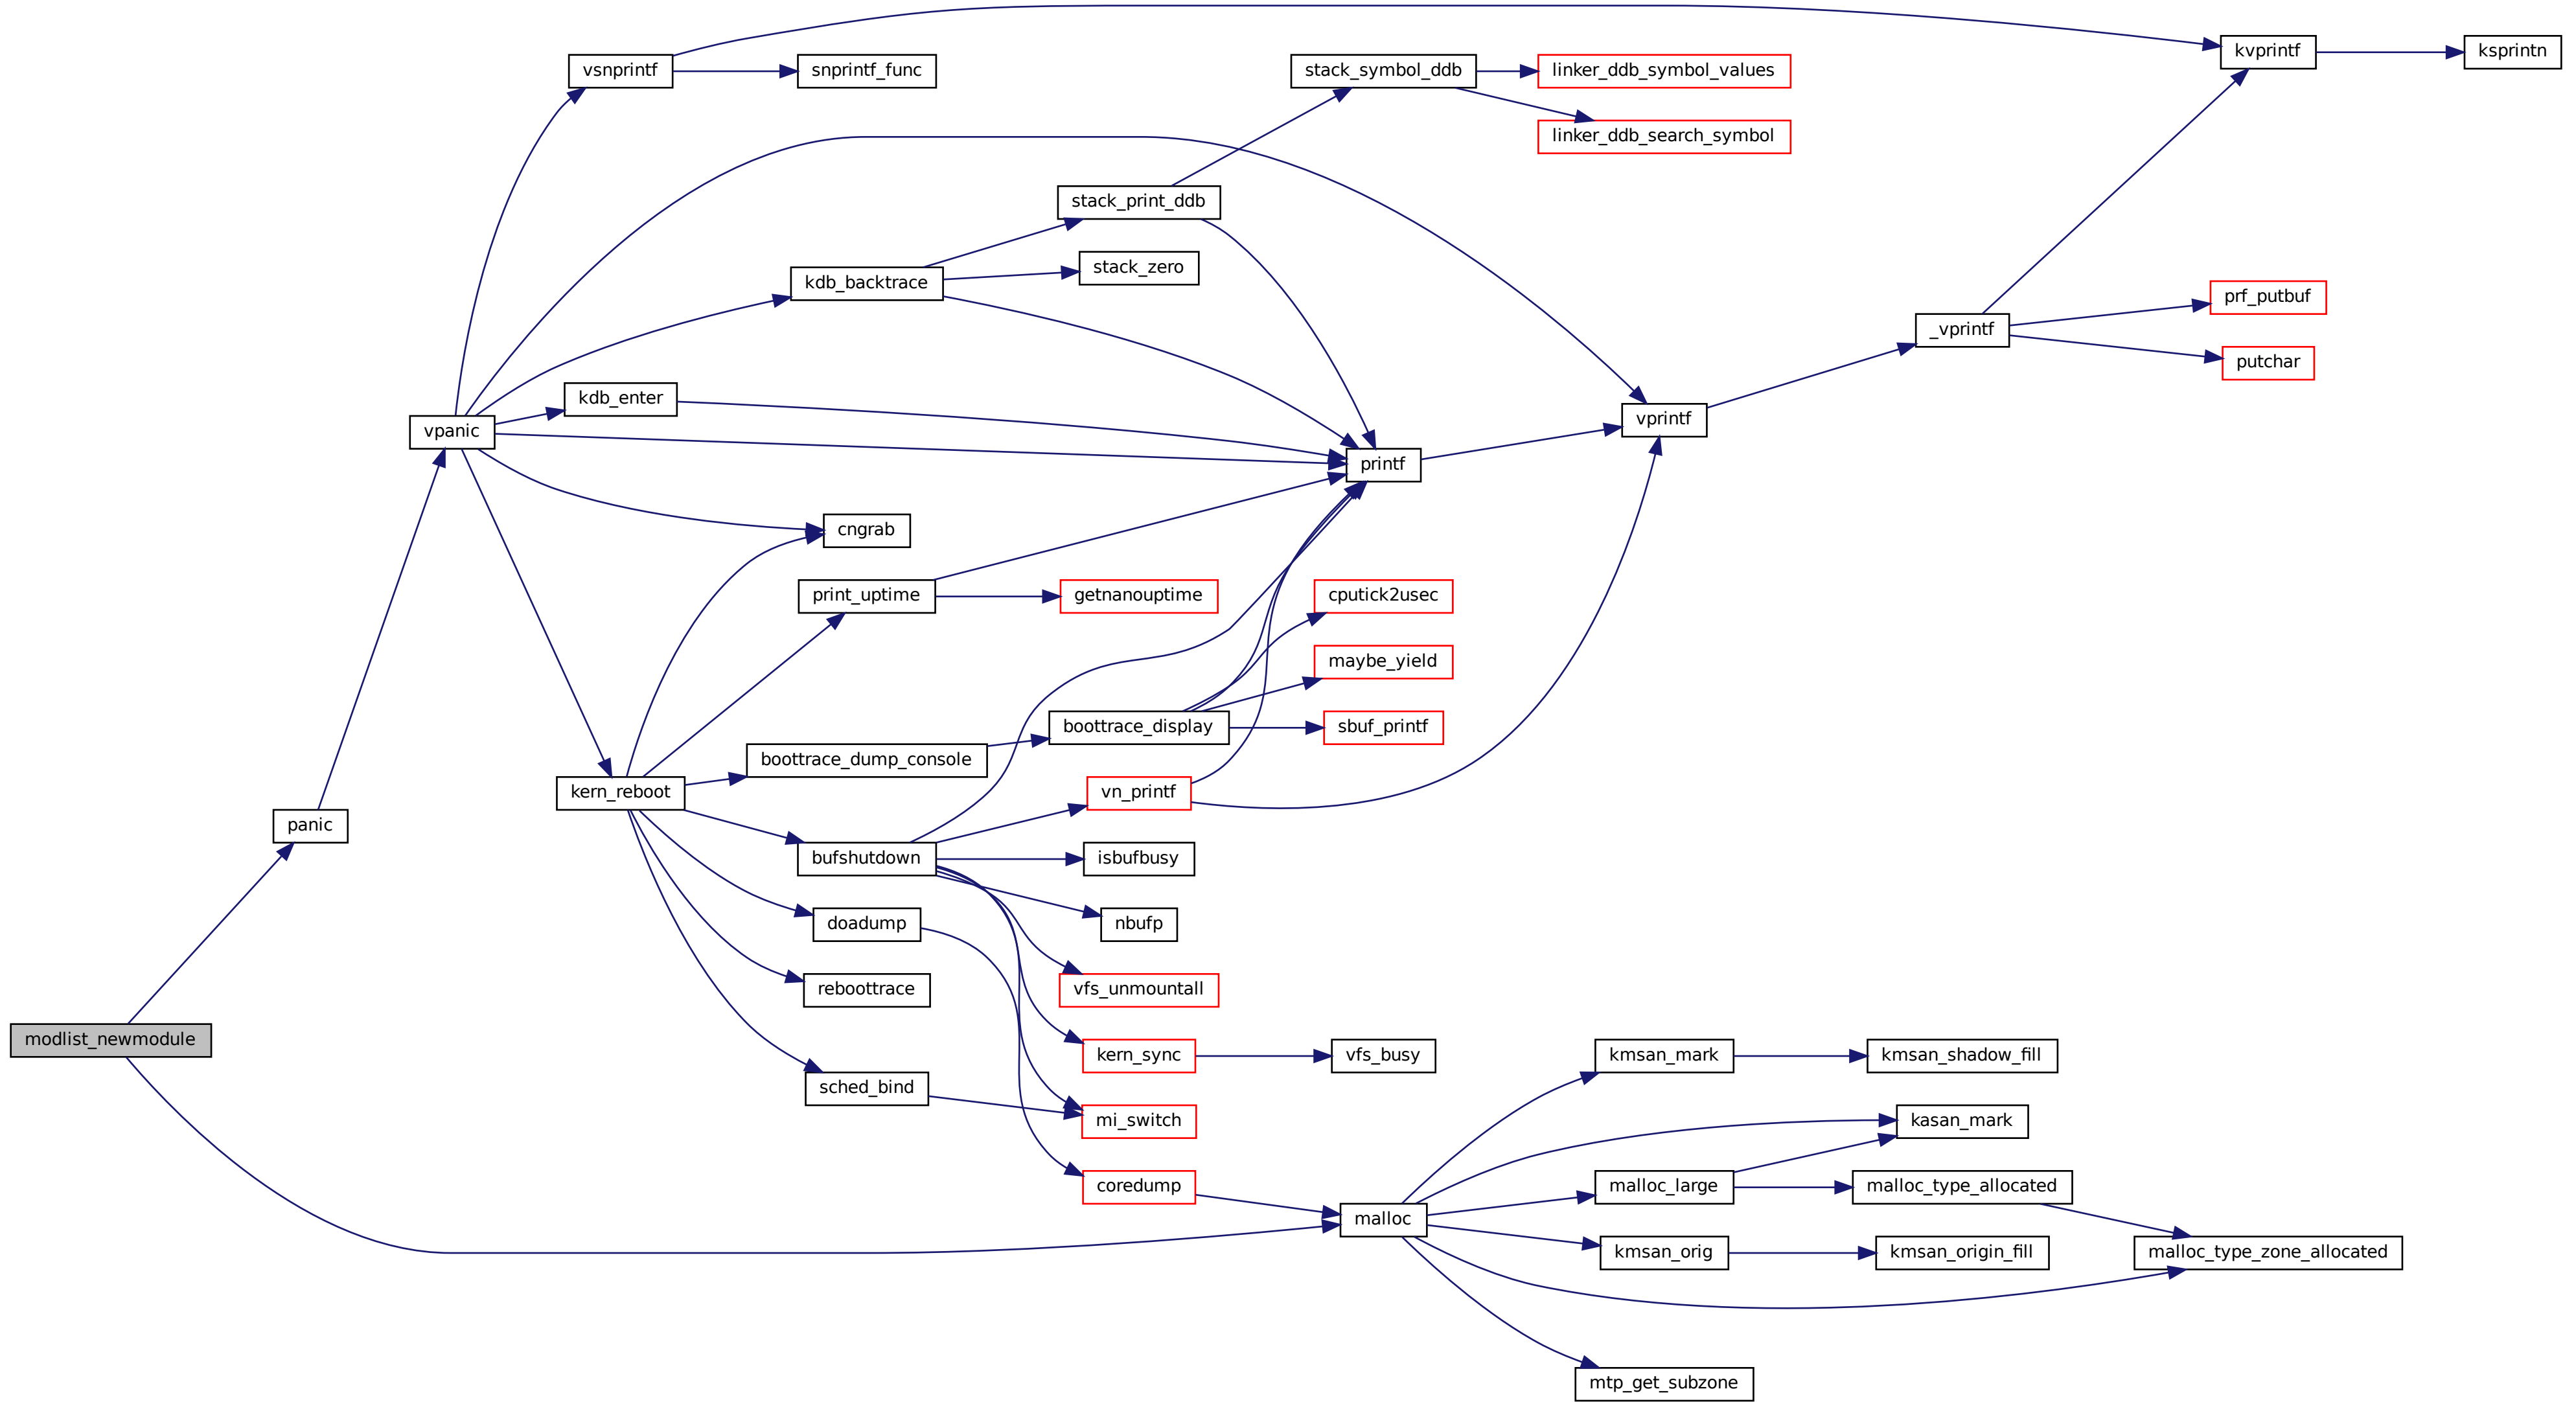 modlist_newmodule
panic
vpanic
vsnprintf
snprintf_func
kvprintf
ksprintn
stack_symbol_ddb
linker_ddb_symbol_values
linker_ddb_search_symbol
stack_print_ddb
kdb_backtrace
stack_zero
_vprintf
prf_putbuf
putchar
kdb_enter
vprintf
printf
cngrab
print_uptime
getnanouptime
cputick2usec
maybe_yield
boottrace_display
sbuf_printf
boottrace_dump_console
kern_reboot
vn_printf
bufshutdown
isbufbusy
doadump
nbufp
reboottrace
vfs_unmountall
kern_sync
vfs_busy
sched_bind
mi_switch
coredump
malloc
kmsan_mark
kmsan_shadow_fill
kasan_mark
malloc_large
malloc_type_allocated
kmsan_orig
kmsan_origin_fill
malloc_type_zone_allocated
mtp_get_subzone